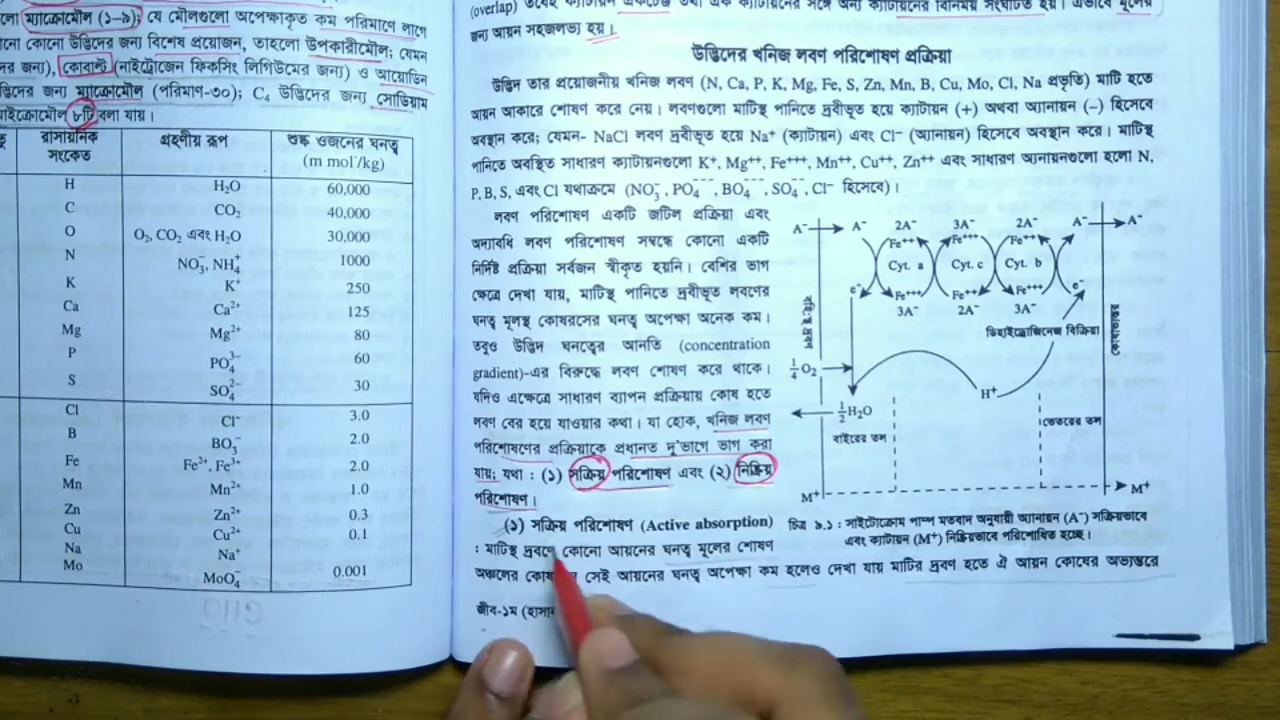 লো ম্যাক্রোমৌল (১–৯); যে মৌলগুলো অপেক্ষাকৃত কম পরিমাণে লাগে
নো কোনো উদ্ভিদের জন্য বিশেষ প্রয়োজন, তাহলো উপকারীমৌল; যেমন
দর জন্য), কোবাল্ট (নাইট্রোজেন ফিকসিং লিগিউমের জন্য) ও আয়োডিন
দ্ভিদের জন্য ম্যাক্রোমৌল (পরিমাণ-৩০); C₄ উদ্ভিদের জন্য সোডিয়াম
মাইক্রোমৌল ৮টি বলা যায়।
রাসায়নিক সংকেত গ্রহণীয় রূপ শুষ্ক ওজনের ঘনত্ব (m mol/kg)
H H₂O 60,000
C CO₂ 40,000
O O₂, CO₂ এবং H₂O 30,000
N NO₃⁻, NH₄⁺ 1000
K K⁺ 250
Ca Ca²⁺ 125
Mg Mg²⁺ 80
P PO₄³⁻ 60
S SO₄²⁻ 30
Cl Cl⁻ 3.0
B BO₃⁻ 2.0
Fe Fe²⁺, Fe³⁺ 2.0
Mn Mn²⁺ 1.0
Zn Zn²⁺ 0.3
Cu Cu²⁺ 0.1
Na Na⁺
Mo MoO₄⁻ 0.001
(overlap) তবেই ক্যাটায়ন একচেঞ্জ তথা এক ক্যাটায়নের সঙ্গে অন্য ক্যাটায়নের বিনিময় সংঘটিত হয়। এভাবে মূলের
জন্য আয়ন সহজলভ্য হয়।
উদ্ভিদের খনিজ লবণ পরিশোষণ প্রক্রিয়া
উদ্ভিদ তার প্রয়োজনীয় খনিজ লবণ (N, Ca, P, K, Mg, Fe, S, Zn, Mn, B, Cu, Mo, Cl, Na প্রভৃতি) মাটি হতে
আয়ন আকারে শোষণ করে নেয়। লবণগুলো মাটিস্থ পানিতে দ্রবীভূত হয়ে ক্যাটায়ন (+) অথবা অ্যানায়ন (–) হিসেবে
অবস্থান করে; যেমন- NaCl লবণ দ্রবীভূত হয়ে Na⁺ (ক্যাটায়ন) এবং Cl⁻ (অ্যানায়ন) হিসেবে অবস্থান করে। মাটিস্থ
পানিতে অবস্থিত সাধারণ ক্যাটায়নগুলো K⁺, Mg⁺⁺, Fe⁺⁺⁺, Mn⁺⁺, Cu⁺⁺, Zn⁺⁺ এবং সাধারণ অ্যানায়নগুলো হলো N,
P, B, S, এবং Cl যথাক্রমে (NO₃⁻, PO₄⁻⁻⁻, BO₄⁻⁻⁻, SO₄⁻⁻, Cl⁻ হিসেবে)।
লবণ পরিশোষণ একটি জটিল প্রক্রিয়া এবং
অদ্যাবধি লবণ পরিশোষণ সম্বন্ধে কোনো একটি
নির্দিষ্ট প্রক্রিয়া সর্বজন স্বীকৃত হয়নি। বেশির ভাগ
ক্ষেত্রে দেখা যায়, মাটিস্থ পানিতে দ্রবীভূত লবণের
ঘনত্ব মূলস্থ কোষরসের ঘনত্ব অপেক্ষা অনেক কম।
তবুও উদ্ভিদ ঘনত্বের আনতি (concentration
gradient)-এর বিরুদ্ধে লবণ শোষণ করে থাকে।
যদিও এক্ষেত্রে সাধারণ ব্যাপন প্রক্রিয়ায় কোষ হতে
লবণ বের হয়ে যাওয়ার কথা। যা হোক, খনিজ লবণ
পরিশোষণের প্রক্রিয়াকে প্রধানত দু'ভাগে ভাগ করা
যায়; যথা : (১) সক্রিয় পরিশোষণ এবং (২) নিষ্ক্রিয়
পরিশোষণ।
(১) সক্রিয় পরিশোষণ (Active absorption)
: মাটিস্থ দ্রবণে কোনো আয়নের ঘনত্ব মূলের শোষণ
অঞ্চলের সেই আয়নের ঘনত্ব অপেক্ষা কম হলেও দেখা যায় মাটির দ্রবণ হতে ঐ আয়ন কোষের অভ্যন্তরে
জীব-১ম
A⁻ A⁻ 2A⁻ 3A⁻ 2A⁻ A⁻ A⁻
Fe⁺⁺ Fe⁺⁺⁺ Fe⁺⁺
Cyt. a Cyt. c Cyt. b
e⁻ Fe⁺⁺⁺ Fe⁺⁺ Fe⁺⁺⁺ e⁻
3A⁻ 2A⁻ 3A⁻
বহিঃস্থ দ্রবণ
ডিহাইড্রোজিনেজ বিক্রিয়া
কোষাভ্যন্তর
¼O₂
H⁺
½H₂O
বাইরের তল
ভেতরের তল
M⁺ M⁺
চিত্র ৯.১ : সাইটোক্রোম পাম্প মতবাদ অনুযায়ী অ্যানায়ন (A⁻) সক্রিয়ভাবে
এবং ক্যাটায়ন (M⁺) নিষ্ক্রিয়ভাবে পরিশোষিত হচ্ছে।